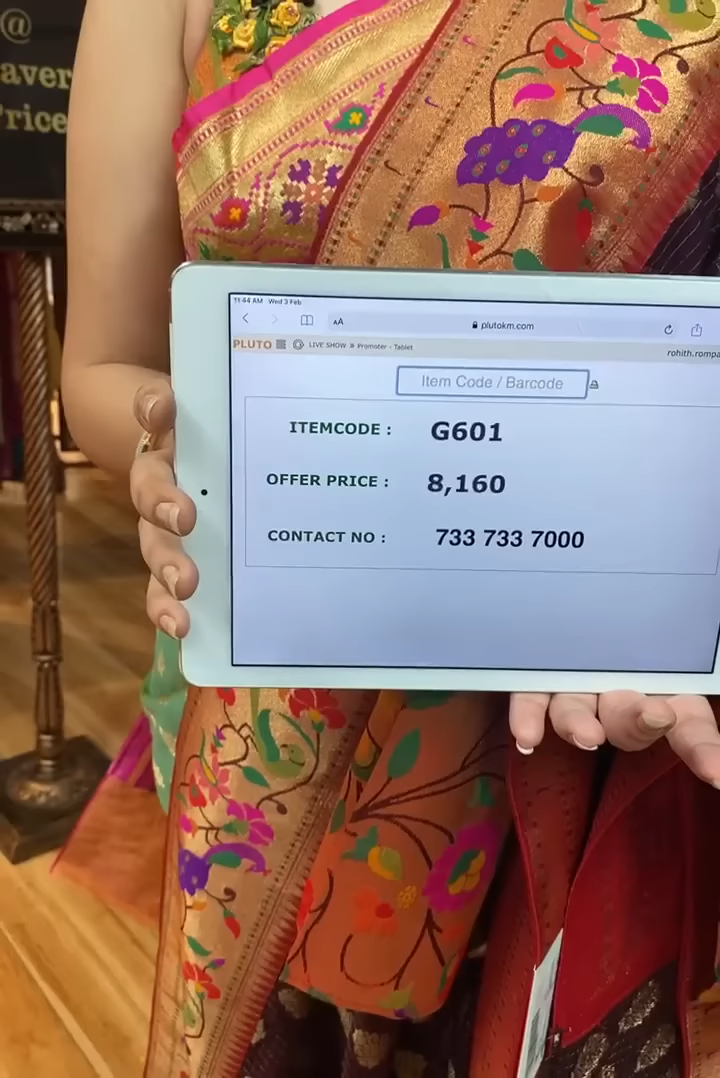 @
aver
Price
11:44 AM Wed 3 Feb
AA
plutokm.com
PLUTO LIVE SHOW » Promoter - Tablet
rohith.rompa
Item Code / Barcode
ITEMCODE : G601
OFFER PRICE : 8,160
CONTACT NO : 733 733 7000